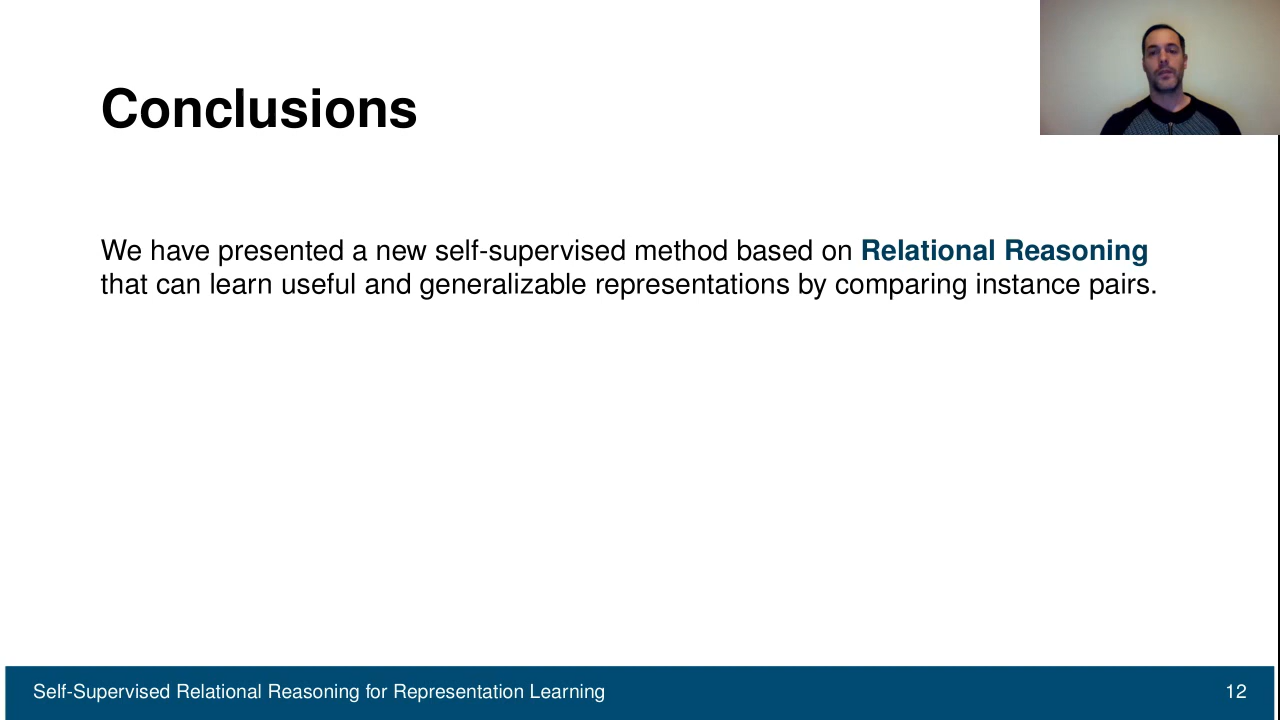 Conclusions
We have presented a new self-supervised method based on Relational Reasoning
that can learn useful and generalizable representations by comparing instance pairs.
Self-Supervised Relational Reasoning for Representation Learning
12